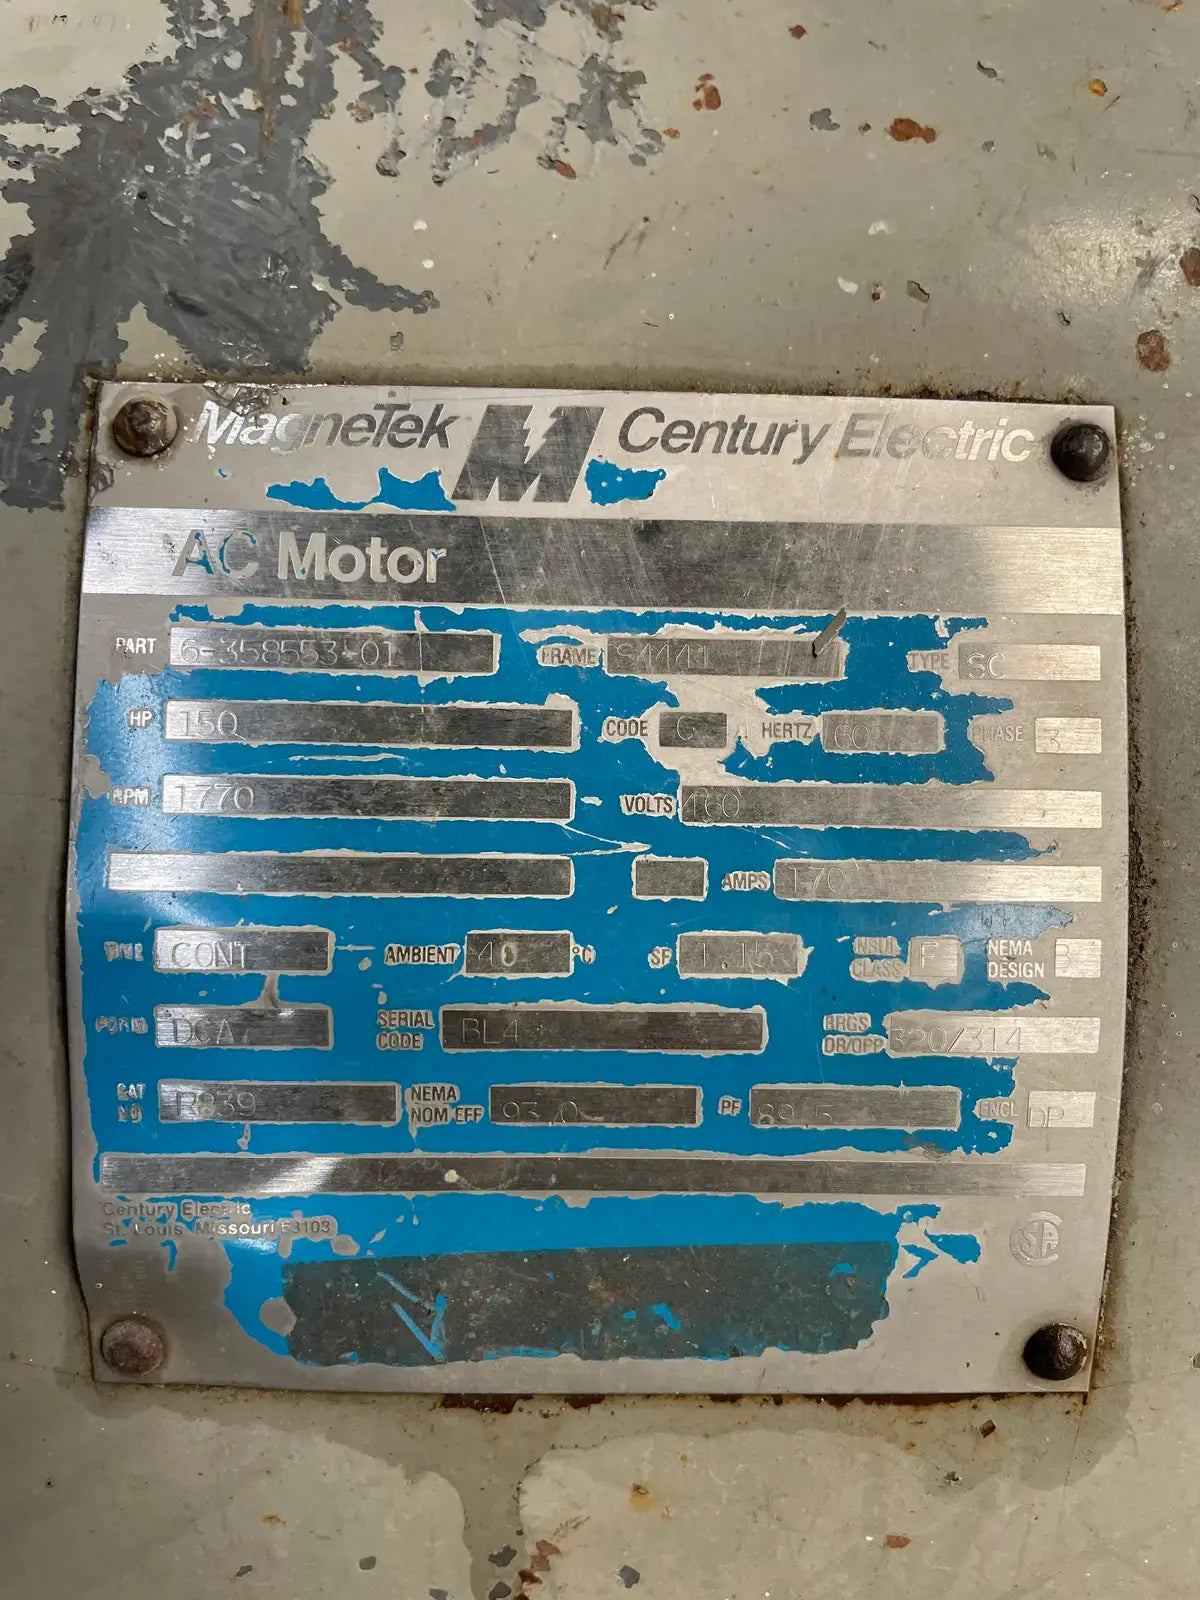 MagneTek Century Electric
AC Motor
PART 6-358553-01 FRAME S444T TYPE SC
HP 150 CODE G HERTZ 60 PHASE 3
RPM 1770 VOLTS 460
AMPS 170
TIME CONT AMBIENT 40 °C SF 1.15 INSUL CLASS F NEMA DESIGN B
FORM DCA SERIAL CODE BL4 BRGS DR/OPP 320/314
CAT NO R839 NEMA NOM EFF 93.0 PF 89.5 ENCL DP
Century Electric
St. Louis, Missouri 63103